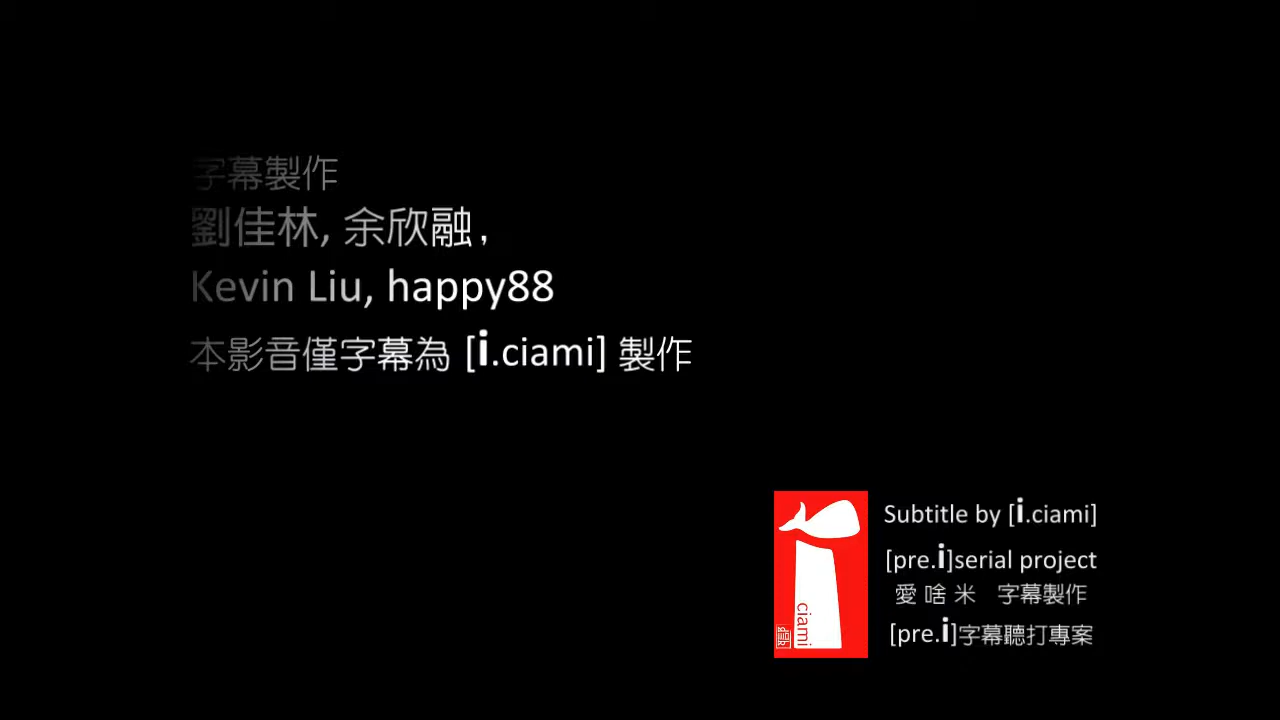 字幕製作
劉佳林, 余欣融,
Kevin Liu, happy88
本影音僅字幕為 [i.ciami] 製作
Subtitle by [i.ciami]
[pre.i]serial project
愛 啥 米 字幕製作
[pre.i]字幕聽打專案
ciami